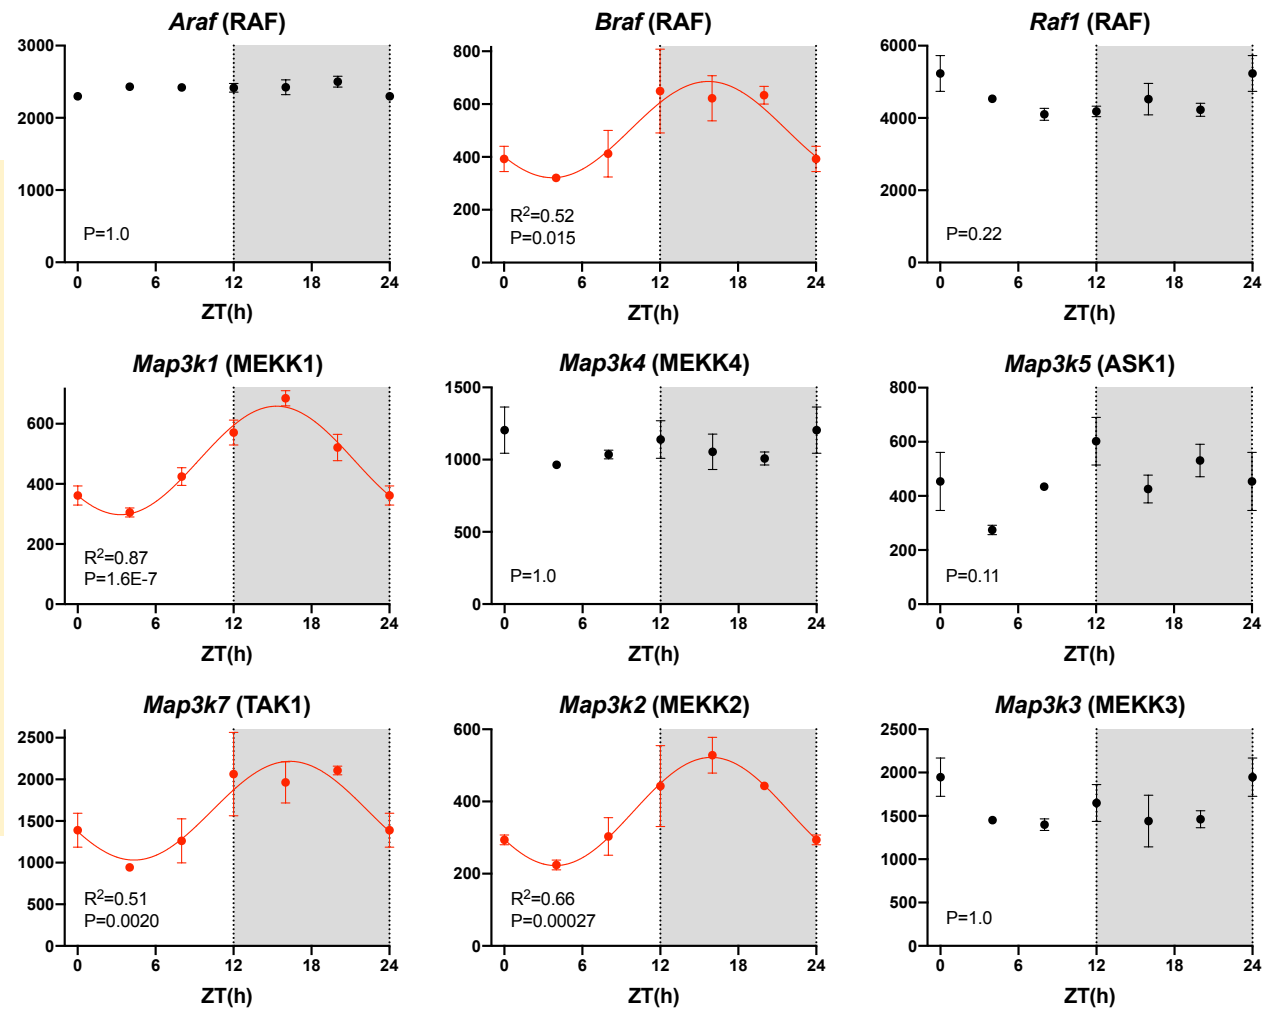 Araf (RAF)
3000
2000
1000
0
P=1.0
0 6 12 18 24
ZT(h)
Braf (RAF)
800
600
400
200
0
R²=0.52
P=0.015
0 6 12 18 24
ZT(h)
Raf1 (RAF)
6000
4000
2000
0
P=0.22
0 6 12 18 24
ZT(h)
Map3k1 (MEKK1)
600
400
200
0
R²=0.87
P=1.6E-7
0 6 12 18 24
ZT(h)
Map3k4 (MEKK4)
1500
1000
500
0
P=1.0
0 6 12 18 24
ZT(h)
Map3k5 (ASK1)
800
600
400
200
0
P=0.11
0 6 12 18 24
ZT(h)
Map3k7 (TAK1)
2500
2000
1500
1000
500
0
R²=0.51
P=0.0020
0 6 12 18 24
ZT(h)
Map3k2 (MEKK2)
600
400
200
0
R²=0.66
P=0.00027
0 6 12 18 24
ZT(h)
Map3k3 (MEKK3)
2500
2000
1500
1000
500
0
P=1.0
0 6 12 18 24
ZT(h)